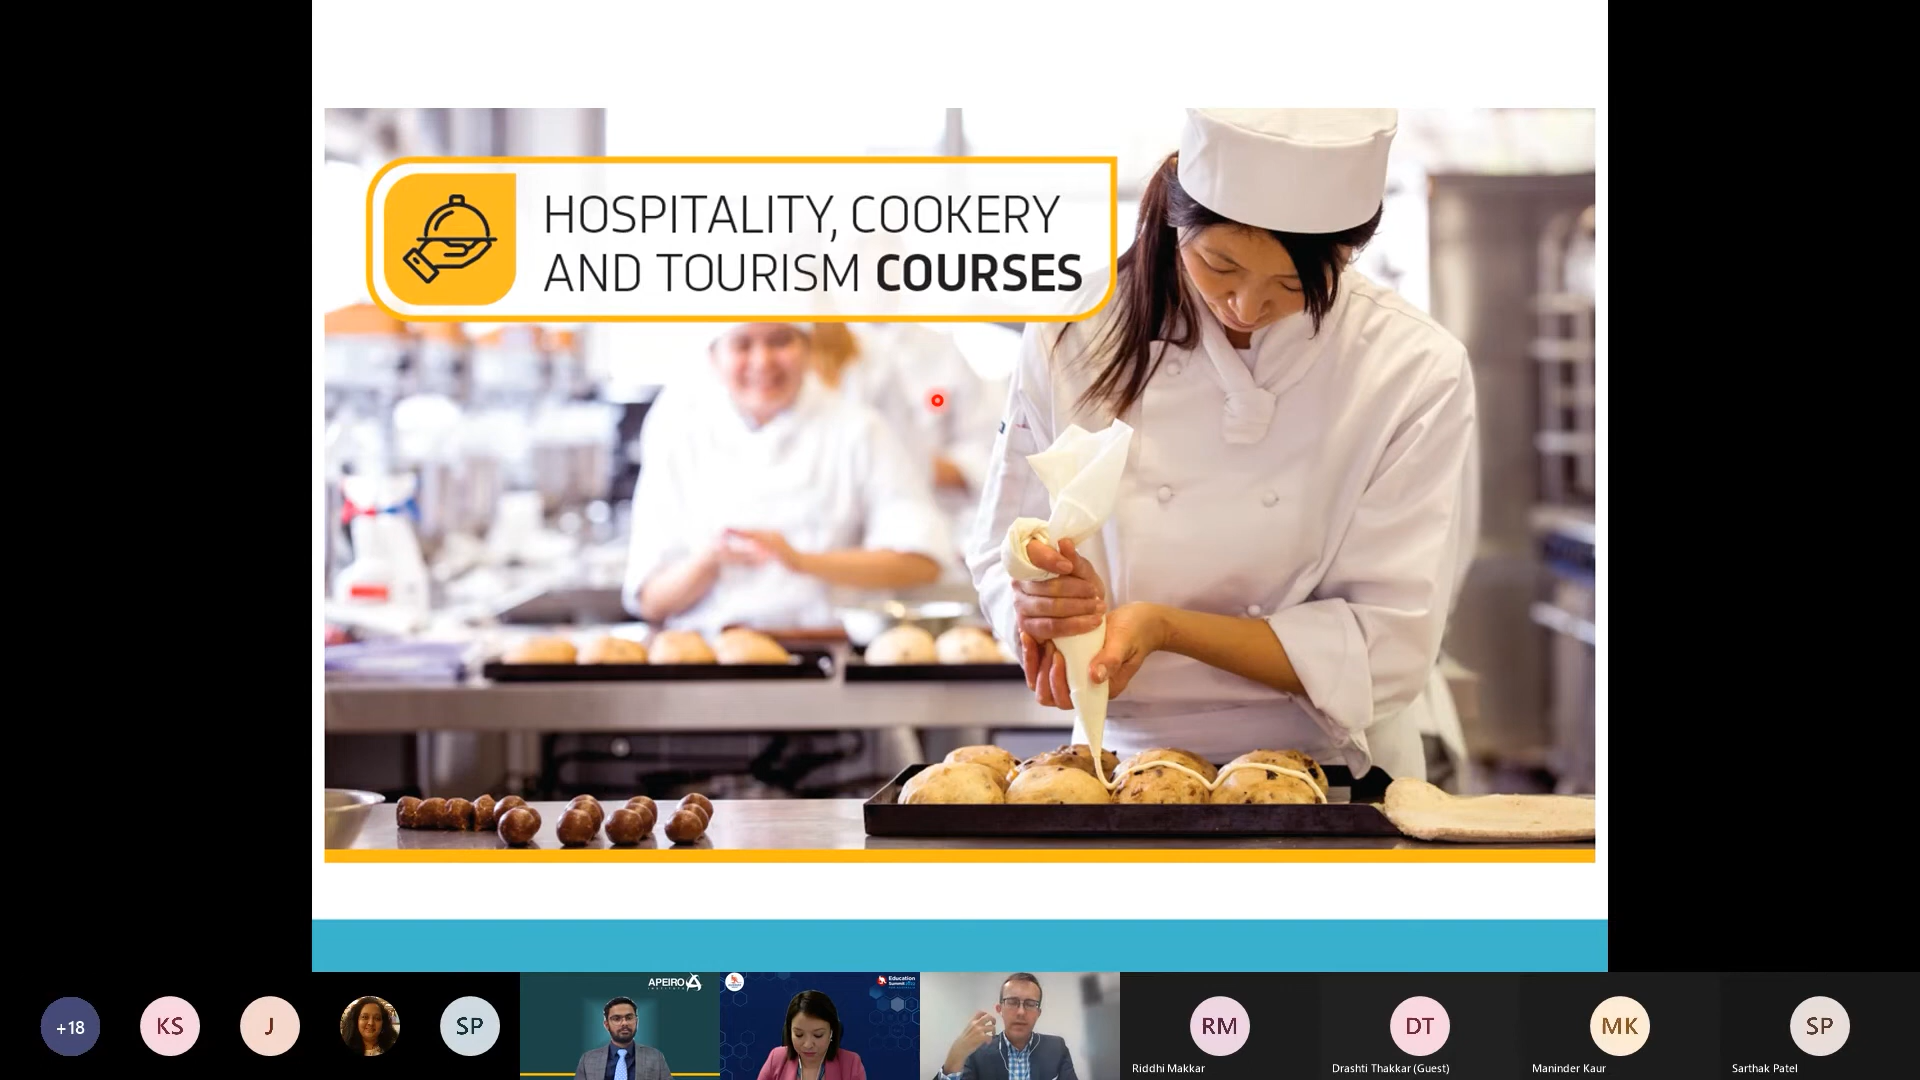 HOSPITALITY, COOKERY
AND TOURISM COURSES
+18
KS
J
SP
APEIRO
Education
RM
Riddhi Makkar
DT
Drashti Thakkar (Guest)
MK
Maninder Kaur
SP
Sarthak Patel